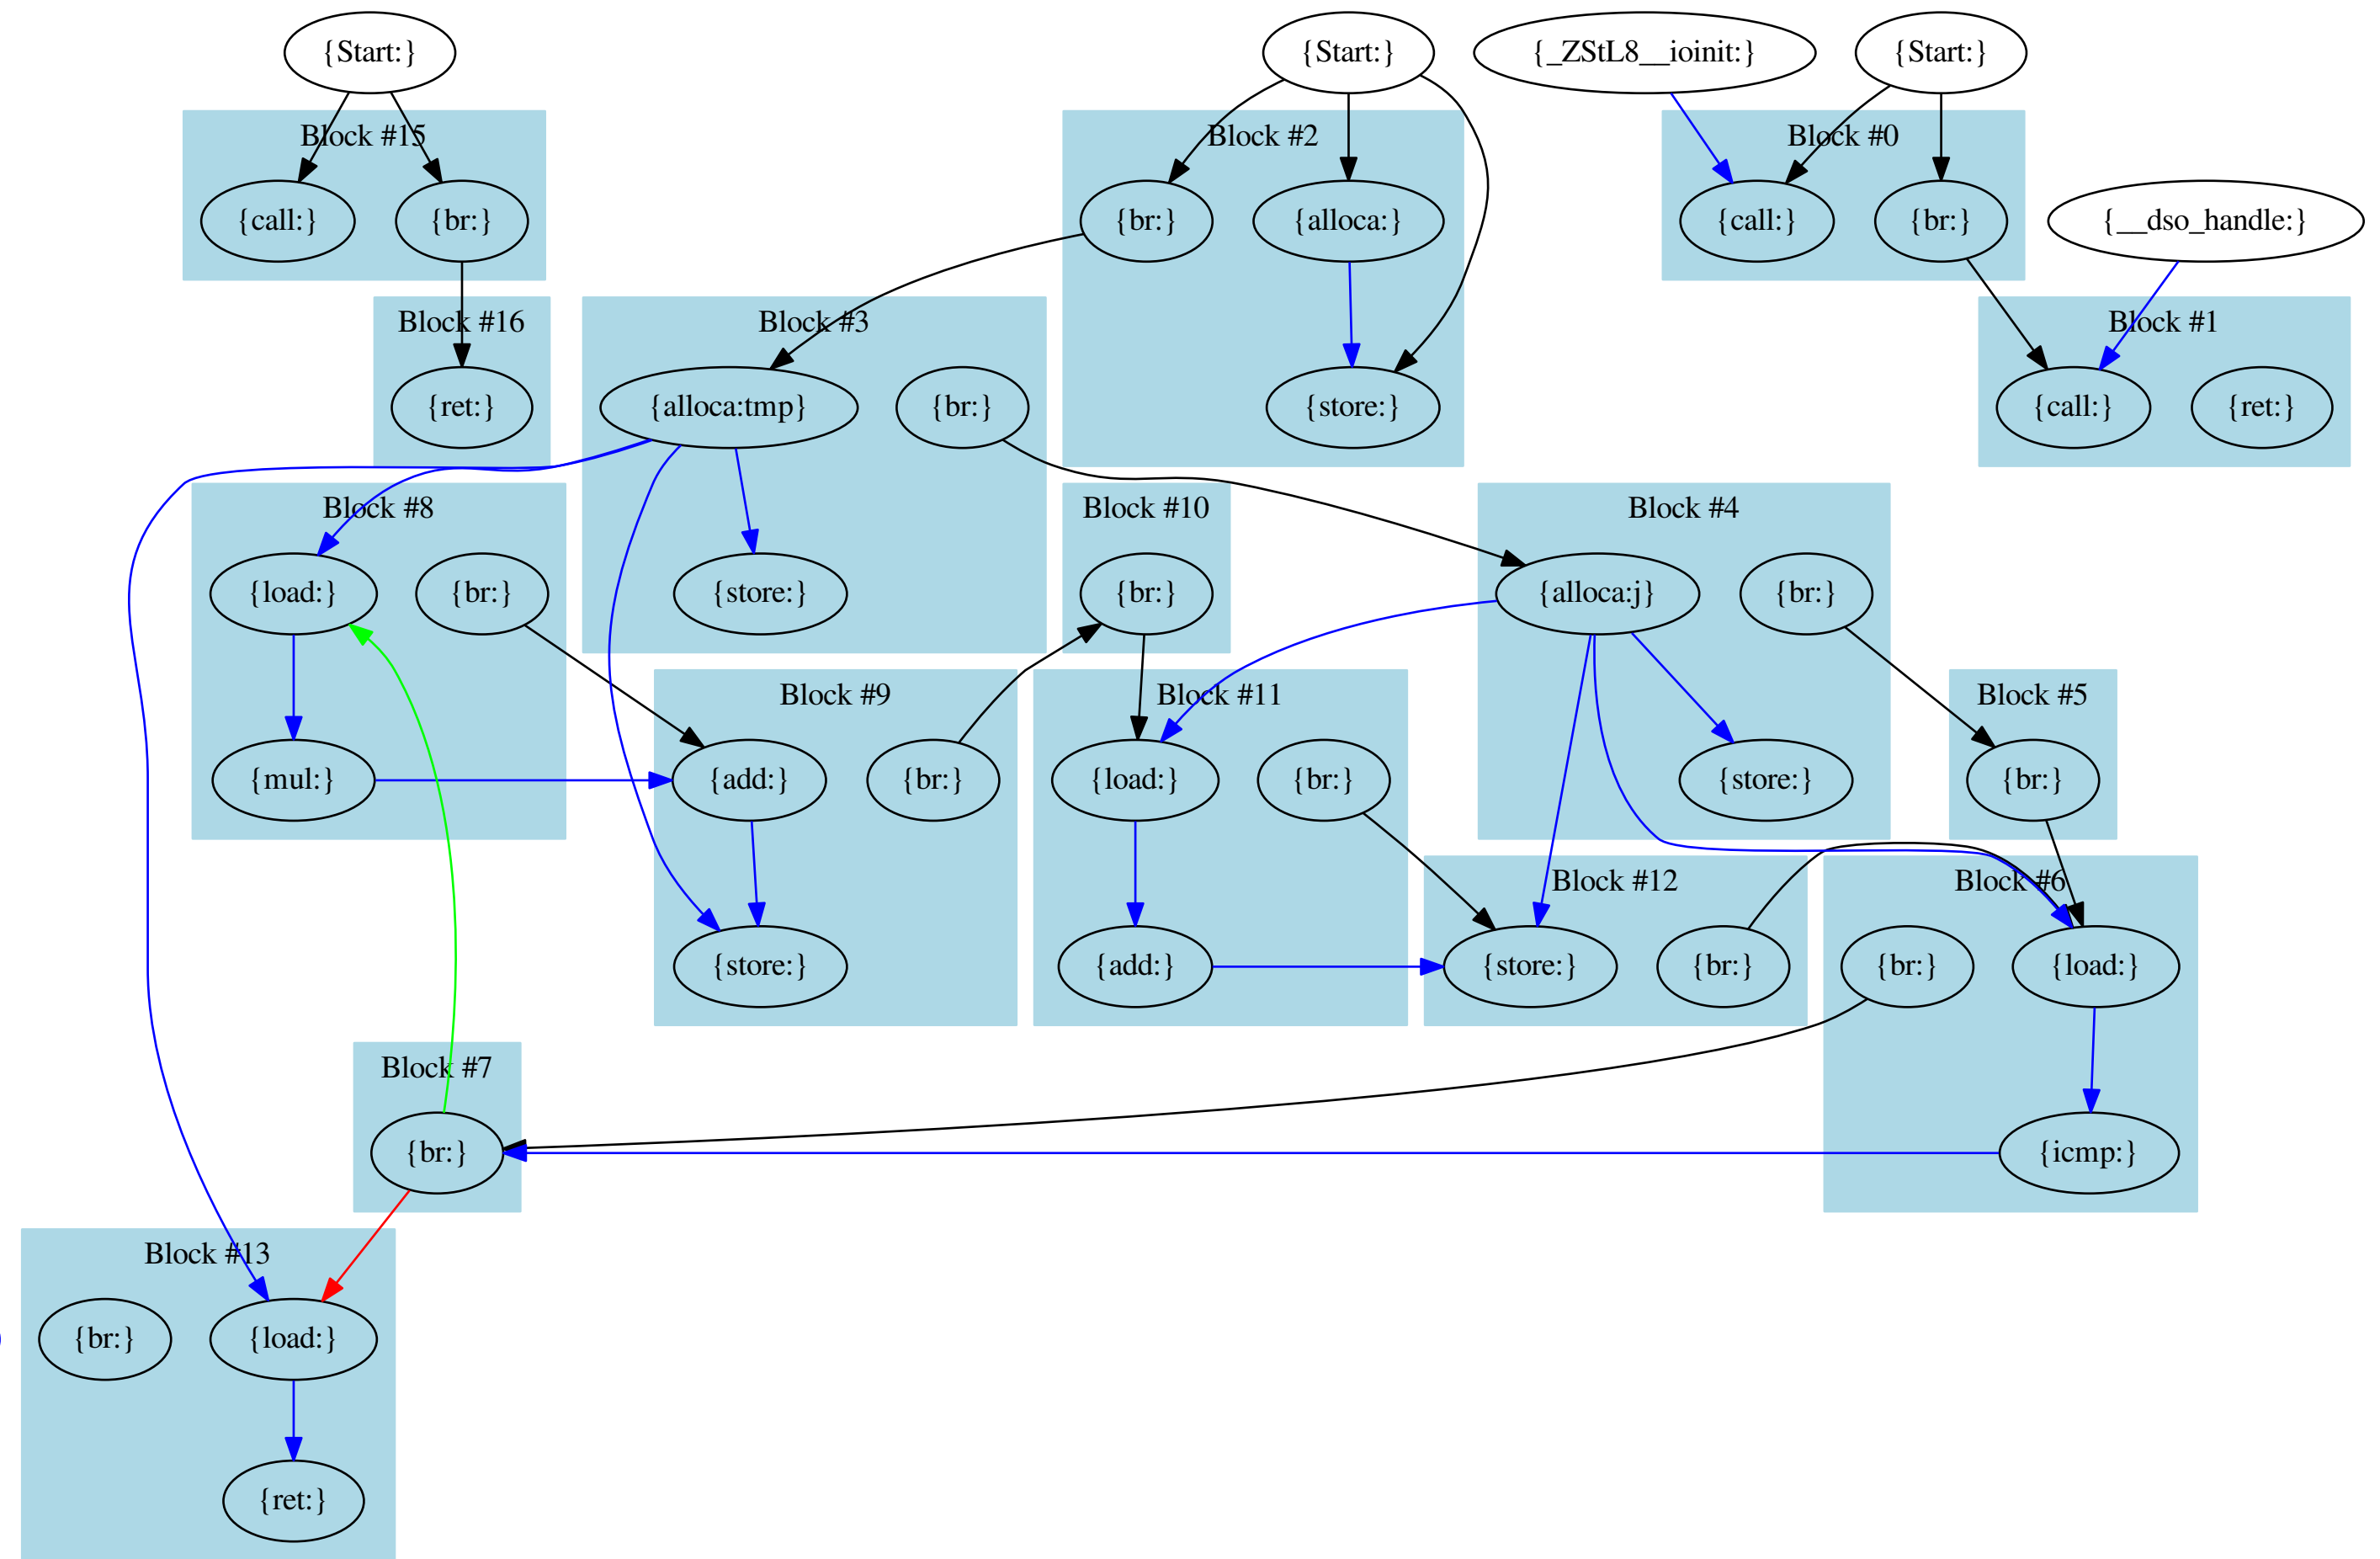 {Start:}
{Start:}
{_ZStL8__ioinit:}
{Start:}
Block #15
Block #2
Block #0
{call:}
{br:}
{br:}
{alloca:}
{call:}
{br:}
{__dso_handle:}
Block #16
Block #3
Block #1
{ret:}
{alloca:tmp}
{br:}
{store:}
{call:}
{ret:}
Block #8
Block #10
Block #4
{load:}
{br:}
{store:}
{br:}
{alloca:j}
{br:}
Block #9
Block #11
Block #5
{mul:}
{add:}
{br:}
{load:}
{br:}
{store:}
{br:}
Block #12
Block #6
{store:}
{add:}
{store:}
{br:}
{br:}
{load:}
Block #7
{br:}
{icmp:}
Block #13
{br:}
{load:}
{ret:}